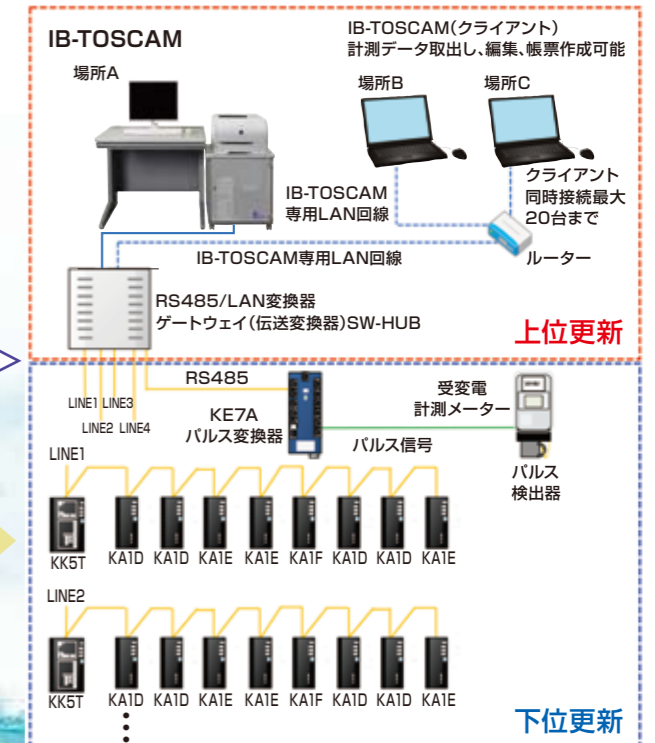 IB-TOSCAM
IB-TOSCAM(クライアント)
計測データ取出し、編集、帳票作成可能
場所A
場所B
場所C
クライアント
同時接続最大
20台まで
IB-TOSCAM
専用LAN回線
IB-TOSCAM専用LAN回線
ルーター
RS485/LAN変換器
ゲートウェイ(伝送変換器)SW-HUB
上位更新
RS485
LINE1 LINE3
LINE2 LINE4
KE7A
パルス変換器
受変電
計測メーター
パルス信号
パルス
検出器
LINE1
KK5T KA1D KA1D KA1E KA1E KA1F KA1D KA1D KA1E
LINE2
KK5T KA1D KA1D KA1E KA1E KA1F KA1D KA1D KA1E
下位更新